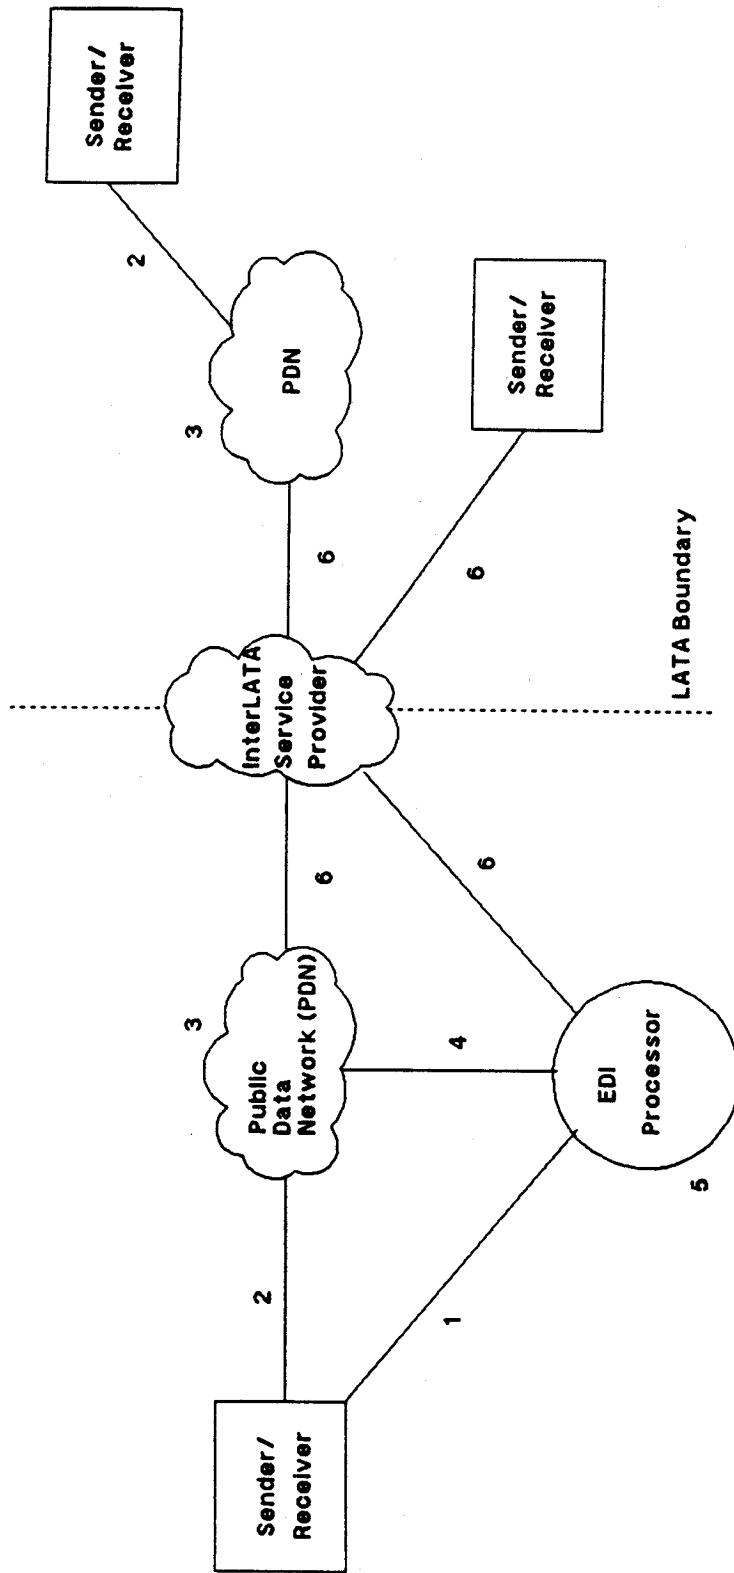 Sender/
Receiver
2
3
3
Sender/
Receiver
2
Public
Data
Network (PDN)
6
InterLATA
Service
Provider
6
PDN
1
4
6
6
Sender/
Receiver
EDI
Processor
5
LATA Boundary